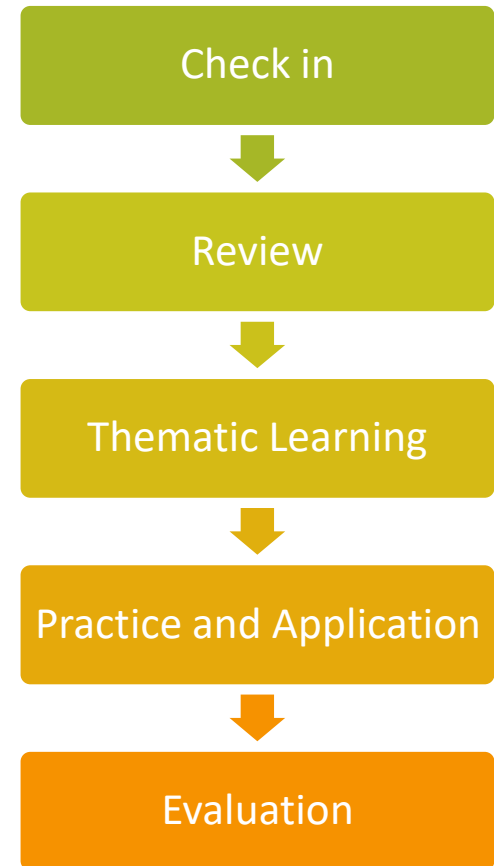 Check in
Review
Thematic Learning
Practice and Application
Evaluation